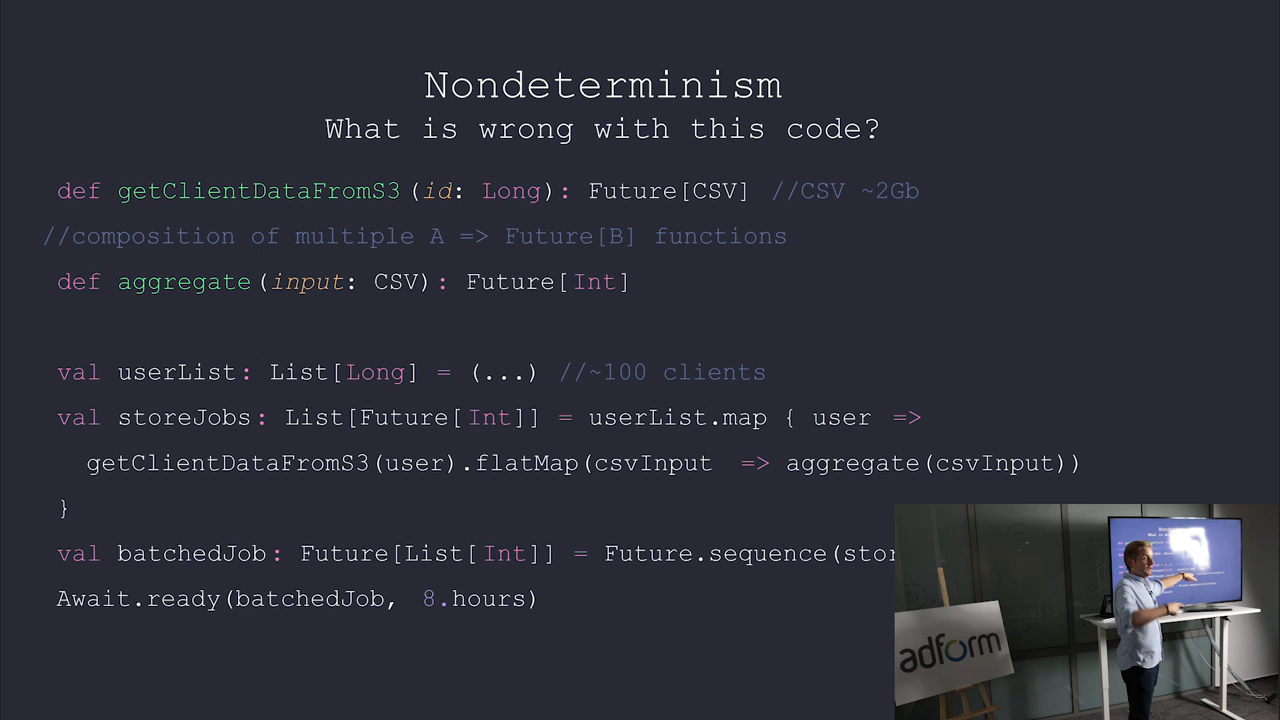 Nondeterminism
What is wrong with this code?
def getClientDataFromS3 (id: Long): Future[CSV] //CSV ~2Gb
//composition of multiple A => Future[B] functions
def aggregate(input: CSV): Future[Int]
val userList: List[Long] = (...) //~100 clients
val storeJobs: List[Future[Int]] = userList.map { user =>
getClientDataFromS3(user).flatMap(csvInput => aggregate(csvInput))
}
val batchedJob: Future[List[Int]] = Future.sequence(stor
Await.ready(batchedJob, 8.hours)
adform